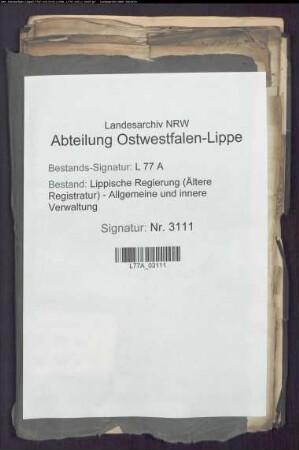 Landesarchiv NRW
Abteilung Ostwestfalen-Lippe
Bestands-Signatur: L 77 A
Bestand: Lippische Regierung (Ältere
Registratur) - Allgemeine und innere
Verwaltung
Signatur: Nr. 3111
L77A_03111